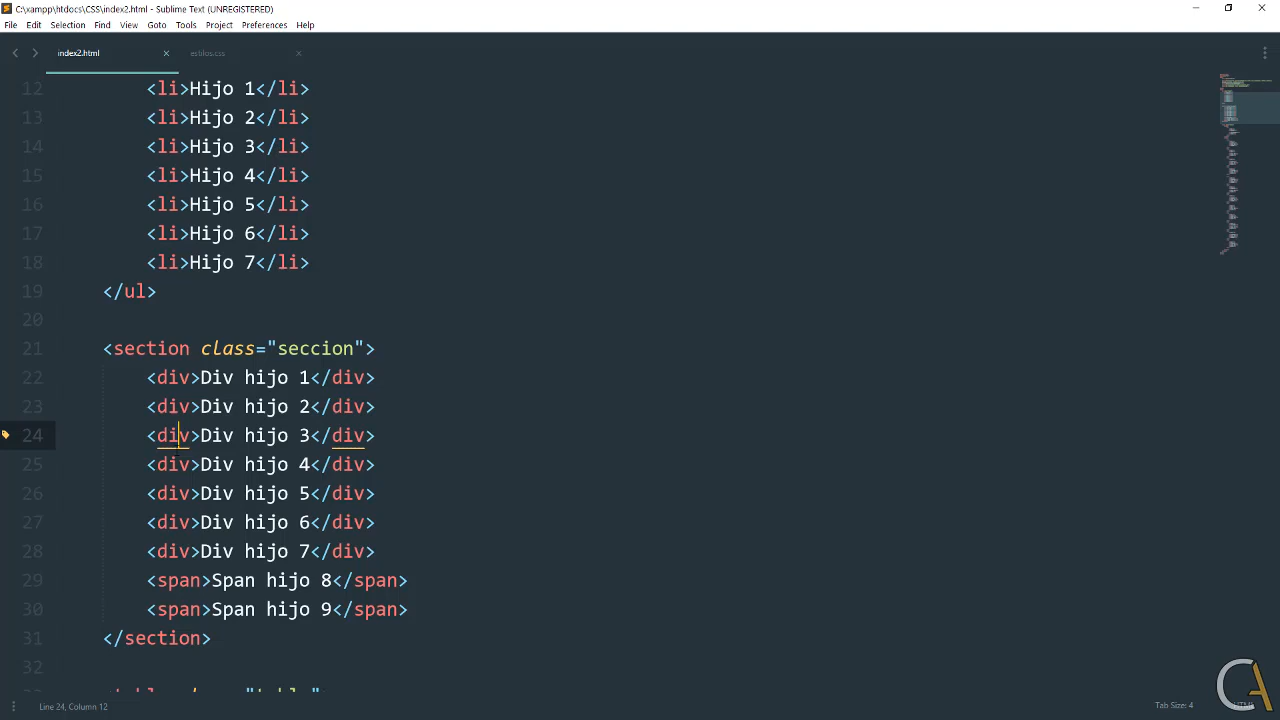 C:\xampp\htdocs\CSS\index2.html - Sublime Text (UNREGISTERED)
File Edit Selection Find View Goto Tools Project Preferences Help
index2.html estilos.css
12 <li>Hijo 1</li>
13 <li>Hijo 2</li>
14 <li>Hijo 3</li>
15 <li>Hijo 4</li>
16 <li>Hijo 5</li>
17 <li>Hijo 6</li>
18 <li>Hijo 7</li>
19 </ul>
20
21 <section class="seccion">
22 <div>Div hijo 1</div>
23 <div>Div hijo 2</div>
24 <div>Div hijo 3</div>
25 <div>Div hijo 4</div>
26 <div>Div hijo 5</div>
27 <div>Div hijo 6</div>
28 <div>Div hijo 7</div>
29 <span>Span hijo 8</span>
30 <span>Span hijo 9</span>
31 </section>
32
Line 24, Column 12 Tab Size: 4
CA